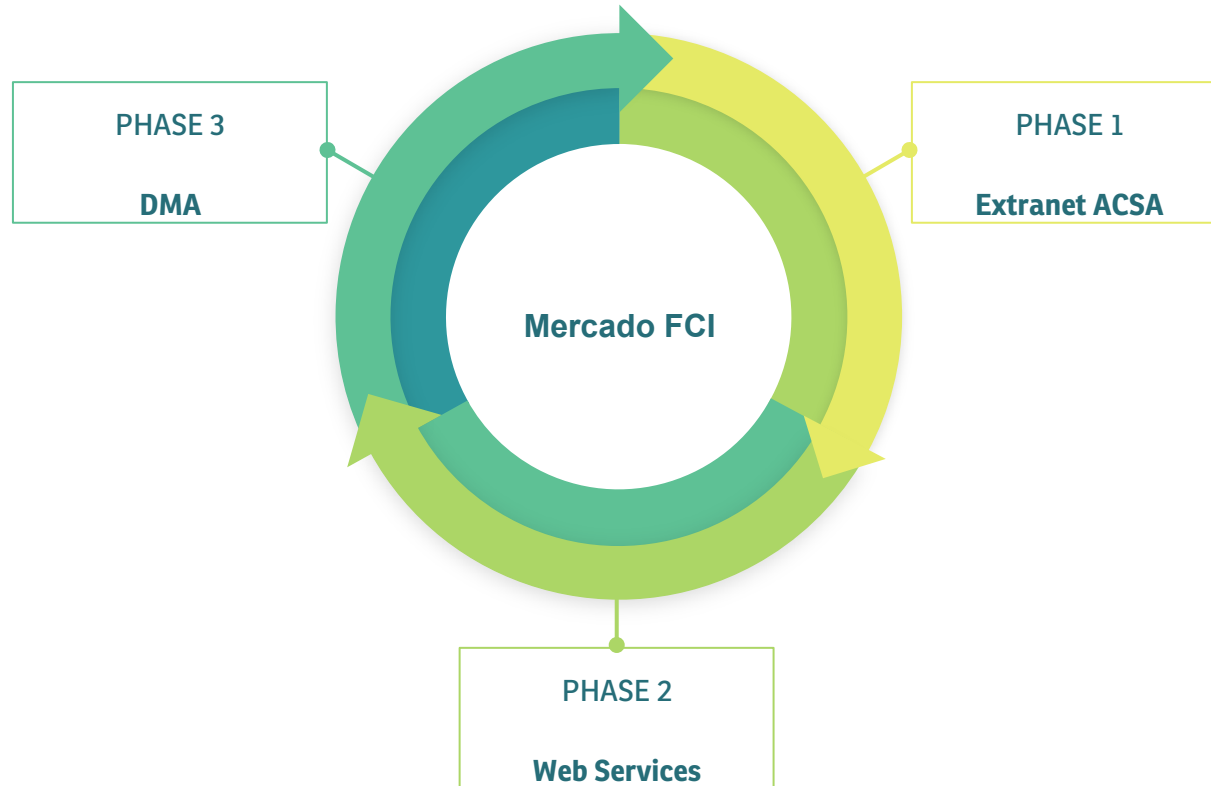 PHASE 3
DMA
PHASE 1
Extranet ACSA
Mercado FCI
PHASE 2
Web Services